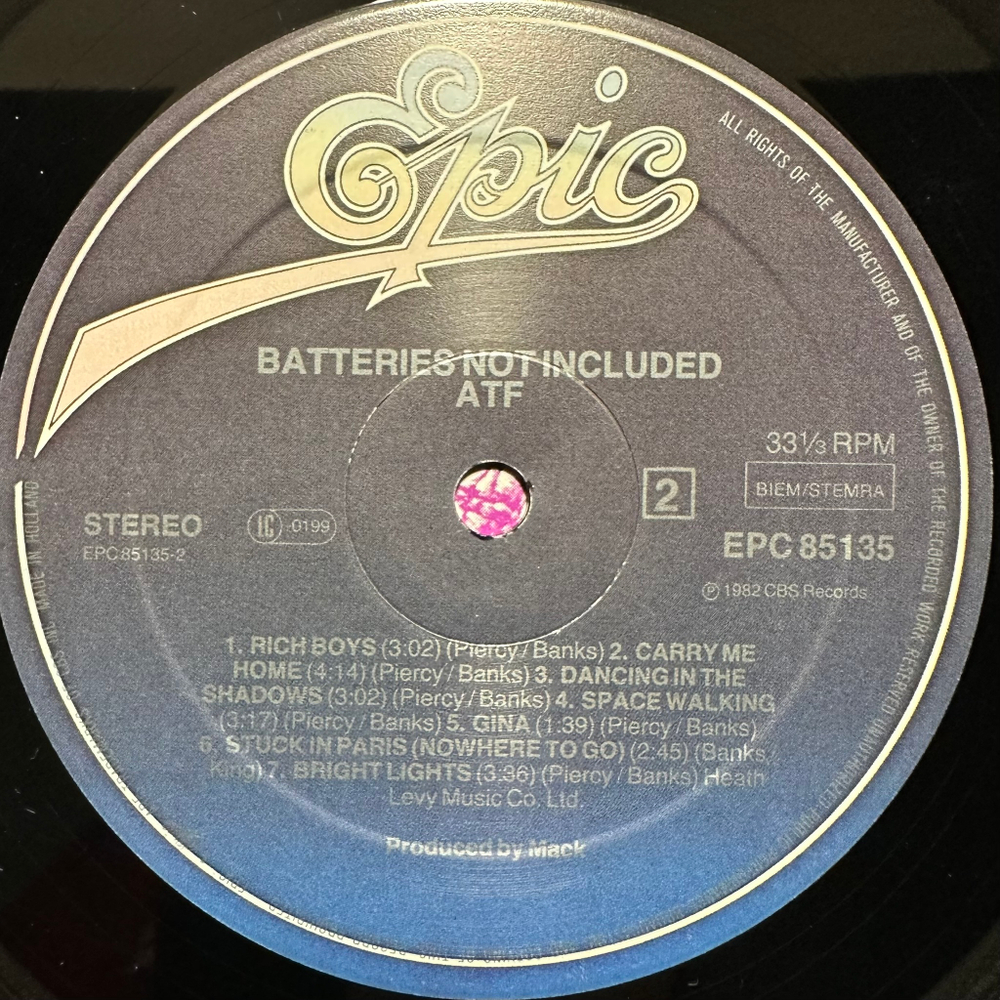 Epic
BATTERIES NOT INCLUDED
ATF
33⅓ RPM
BIEM/STEMRA
2
STEREO
LC 0199
EPC 85135-2
EPC 85135
℗ 1982 CBS Records
1. RICH BOYS (3:02) (Piercy/Banks) 2. CARRY ME
HOME (4:14) (Piercy/Banks) 3. DANCING IN THE
SHADOWS (3:02) (Piercy/Banks) 4. SPACE WALKING
(3:17) (Piercy/Banks) 5. GINA (1:39) (Piercy/Banks)
6. STUCK IN PARIS (NOWHERE TO GO) (2:45) (Banks/
King) 7. BRIGHT LIGHTS (3:36) (Piercy/Banks) Heath
Levy Music Co. Ltd.
Produced by Mack
ALL RIGHTS OF THE MANUFACTURER AND OF THE OWNER OF THE RECORDED WORK RESERVED
MADE IN HOLLAND